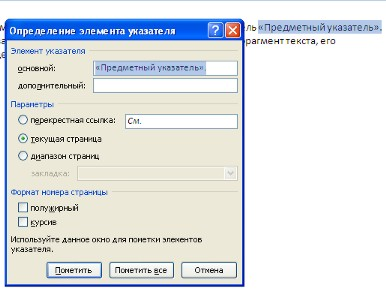 ль «Предметный указатель».
рагмент текста, его
Определение элемента указателя
Элемент указателя
основной: «Предметный указатель».
дополнительный:
Параметры
перекрестная ссылка: См.
текущая страница
диапазон страниц
закладка:
Формат номера страницы
полужирный
курсив
Используйте данное окно для пометки элементов
указателя.
Пометить Пометить все Отмена